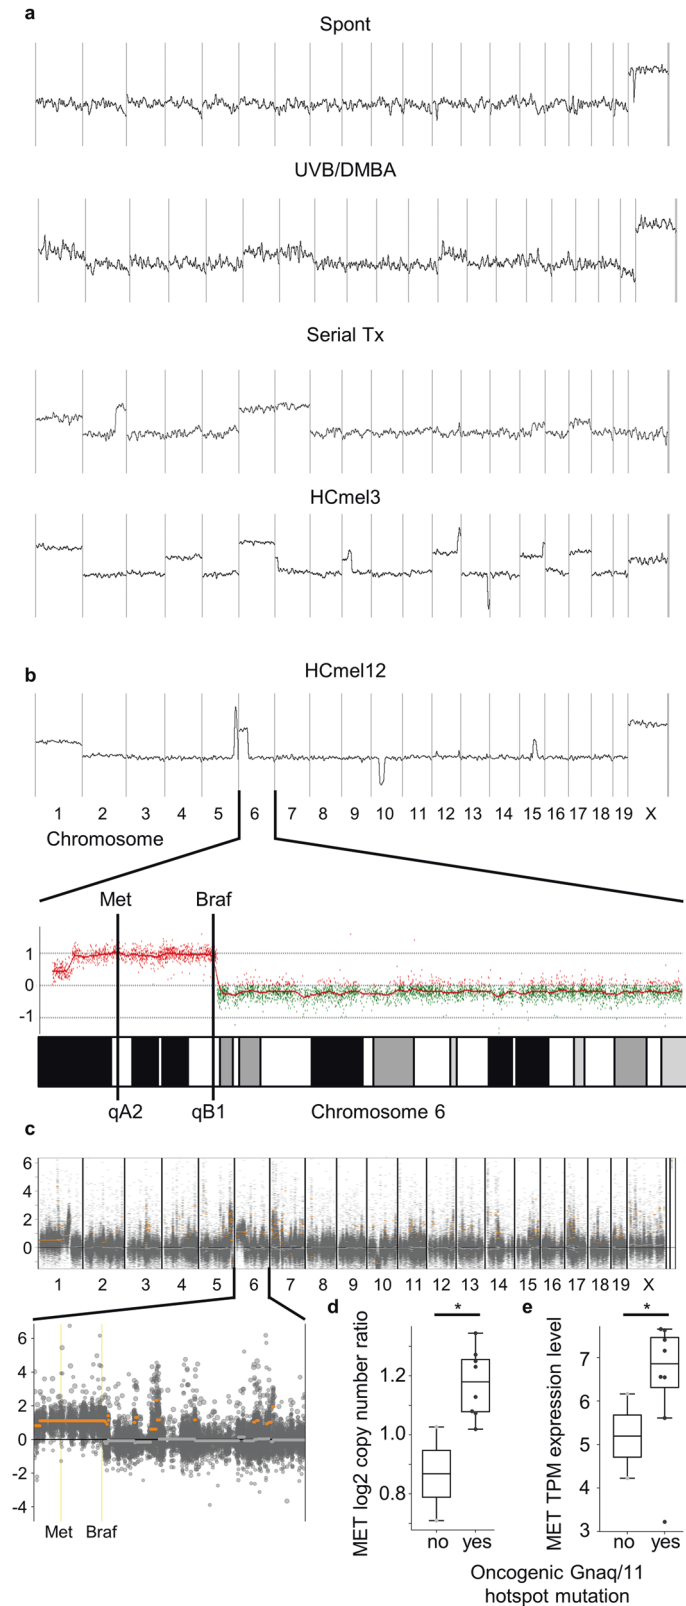 a
Spont
UVB/DMBA
Serial Tx
HCmel3
b
HCmel12
1 2 3 4 5 6 7 8 9 10 11 12 13 14 15 16 17 18 19 X
Chromosome
Met Braf
1
0
-1
qA2 qB1 Chromosome 6
c
6
4
2
0
1 2 3 4 5 6 7 8 9 10 11 12 13 14 15 16 17 18 19 X
6
4
2
0
-2
-4
Met Braf
d
*
MET log2 copy number ratio
1.2
1.0
0.8
no yes
e
*
MET TPM expression level
7
6
5
4
3
no yes
Oncogenic Gnaq/11
hotspot mutation